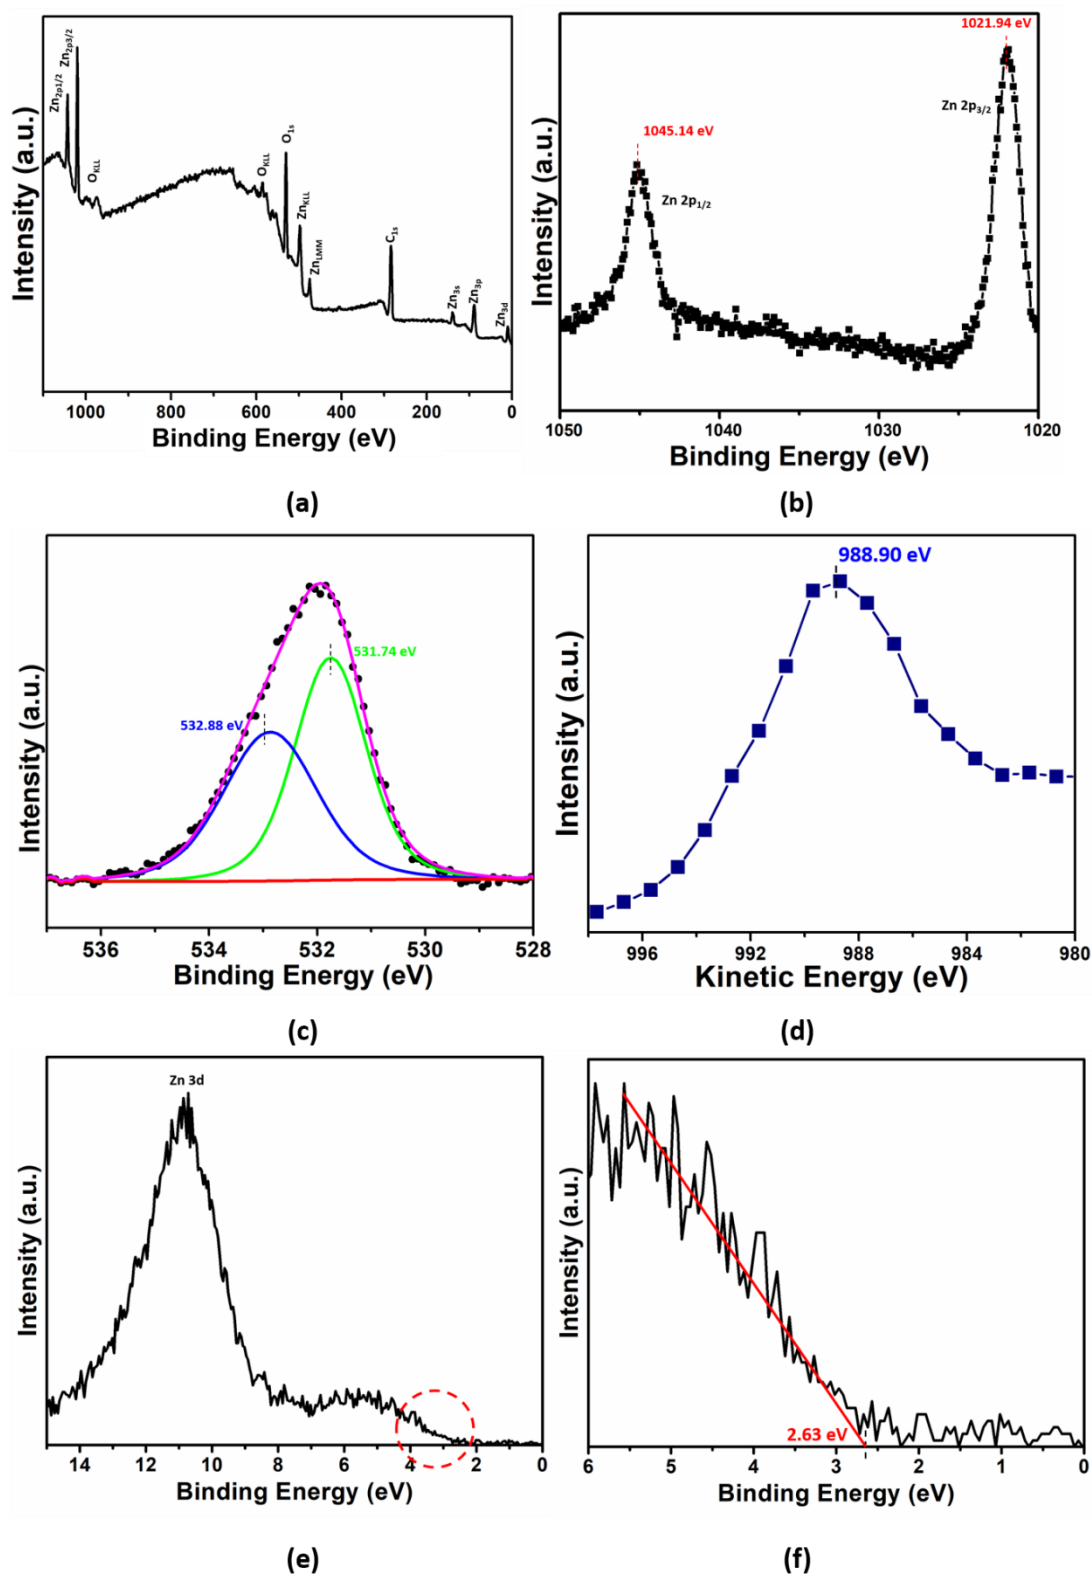 Intensity (a.u.)
Zn2p1/2
Zn2p3/2
OKLL
OKLL
O1s
ZnKLL
ZnLMM
C1s
Zn3s
Zn3p
Zn3d
1000 800 600 400 200 0
Binding Energy (eV)
(a)
Intensity (a.u.)
1021.94 eV
Zn 2p3/2
1045.14 eV
Zn 2p1/2
1050 1040 1030 1020
Binding Energy (eV)
(b)
Intensity (a.u.)
531.74 eV
532.88 eV
536 534 532 530 528
Binding Energy (eV)
(c)
Intensity (a.u.)
988.90 eV
996 992 988 984 980
Kinetic Energy (eV)
(d)
Intensity (a.u.)
Zn 3d
14 12 10 8 6 4 2 0
Binding Energy (eV)
(e)
Intensity (a.u.)
2.63 eV
6 5 4 3 2 1 0
Binding Energy (eV)
(f)